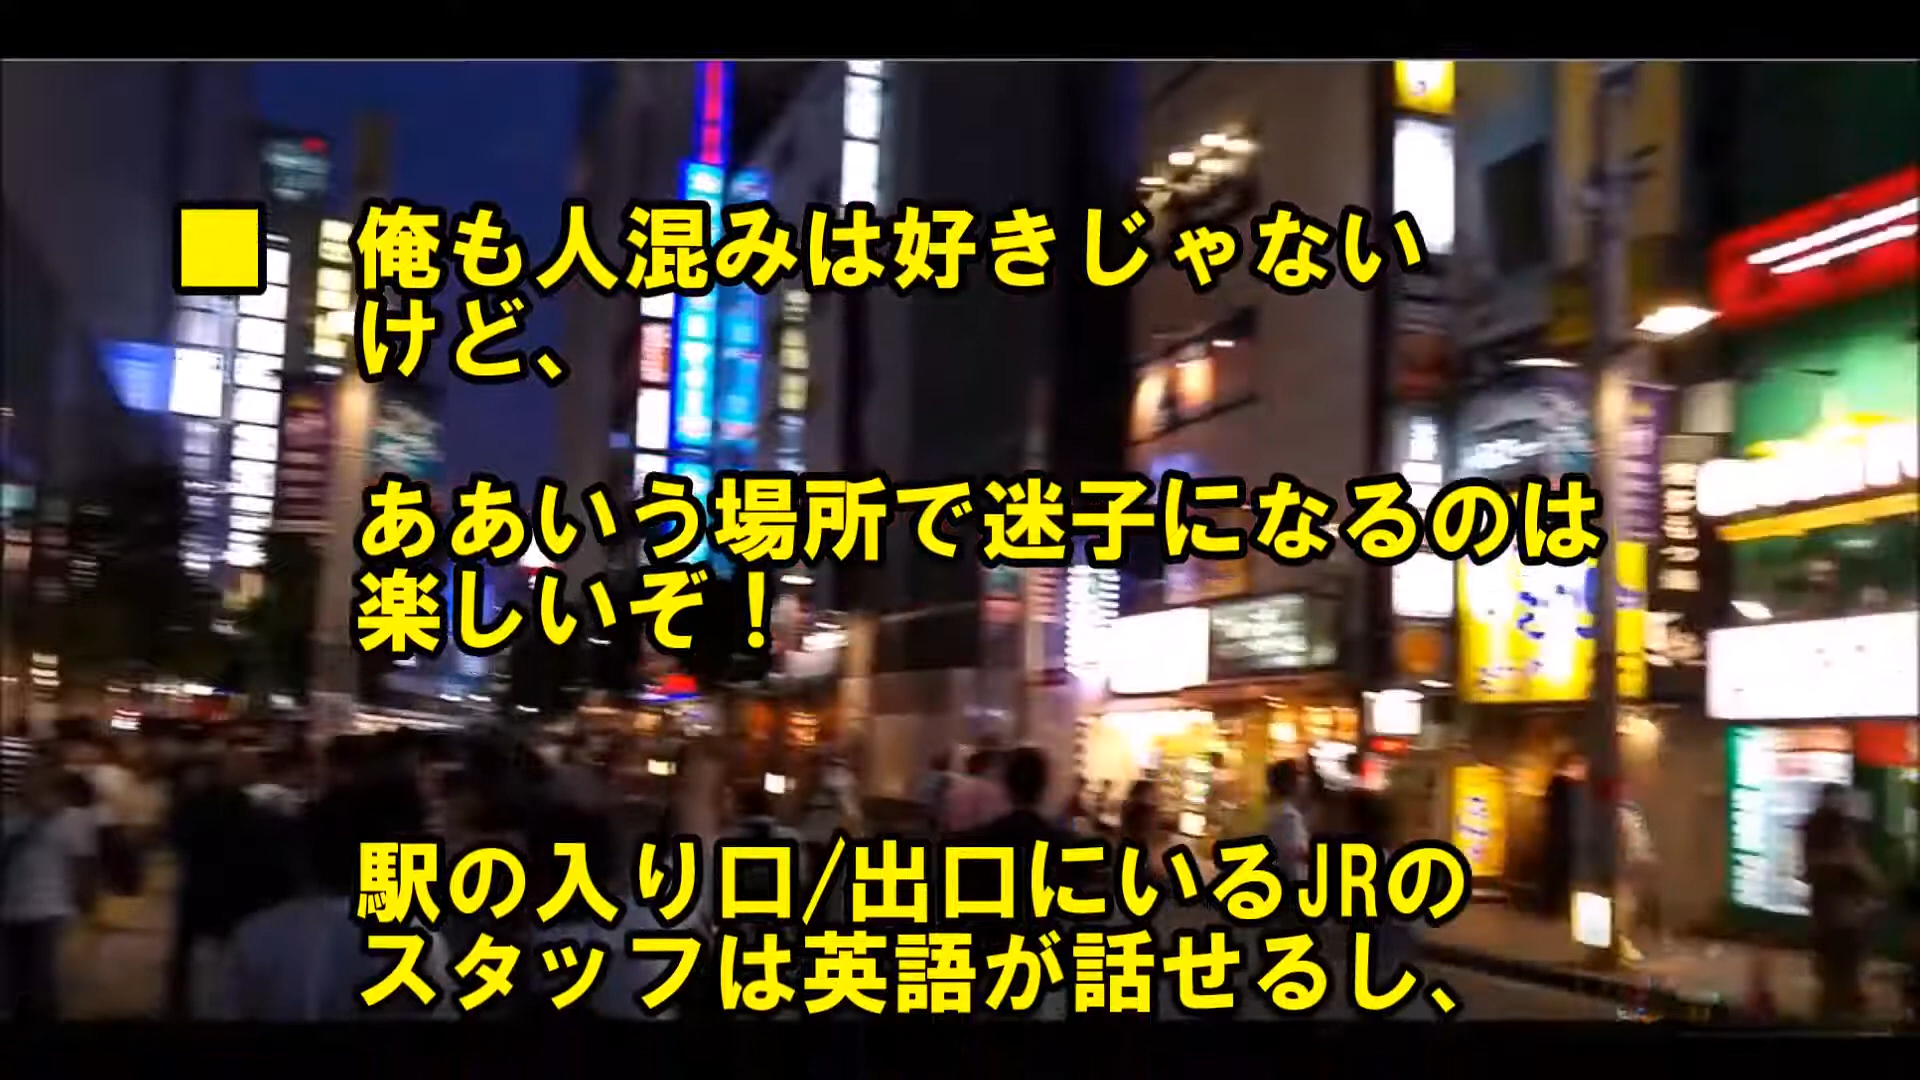 ■ 俺も人混みは好きじゃない
けど、
ああいう場所で迷子になるのは
楽しいぞ！
駅の入り口/出口にいるJRの
スタッフは英語が話せるし、